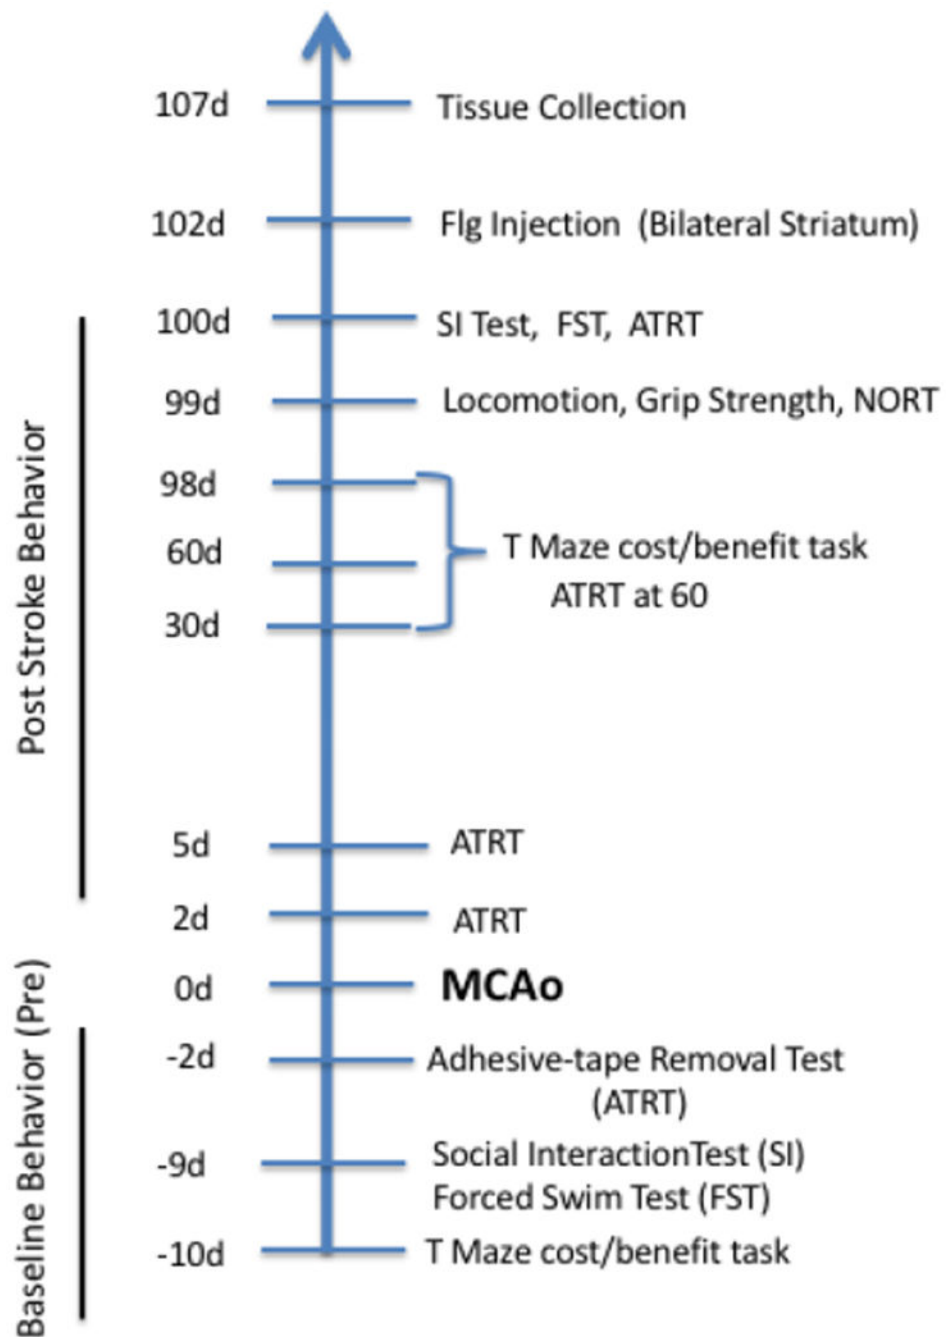 107d Tissue Collection
102d Flg Injection (Bilateral Striatum)
100d SI Test, FST, ATRT
99d Locomotion, Grip Strength, NORT
98d
60d T Maze cost/benefit task
ATRT at 60
30d
Post Stroke Behavior
5d ATRT
2d ATRT
0d MCAo
Baseline Behavior (Pre)
-2d Adhesive-tape Removal Test
(ATRT)
-9d Social InteractionTest (SI)
Forced Swim Test (FST)
-10d T Maze cost/benefit task